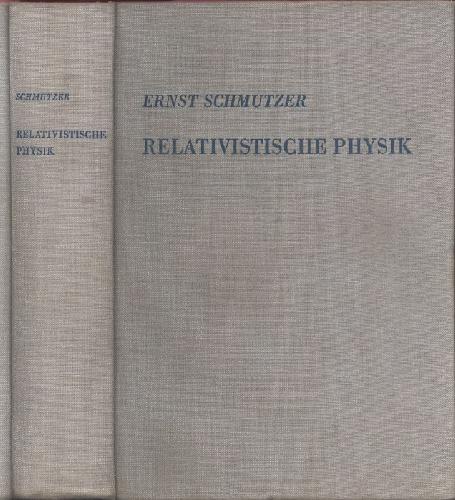 SCHMUTZER
RELATIVISTISCHE
PHYSIK
ERNST SCHMUTZER
RELATIVISTISCHE PHYSIK